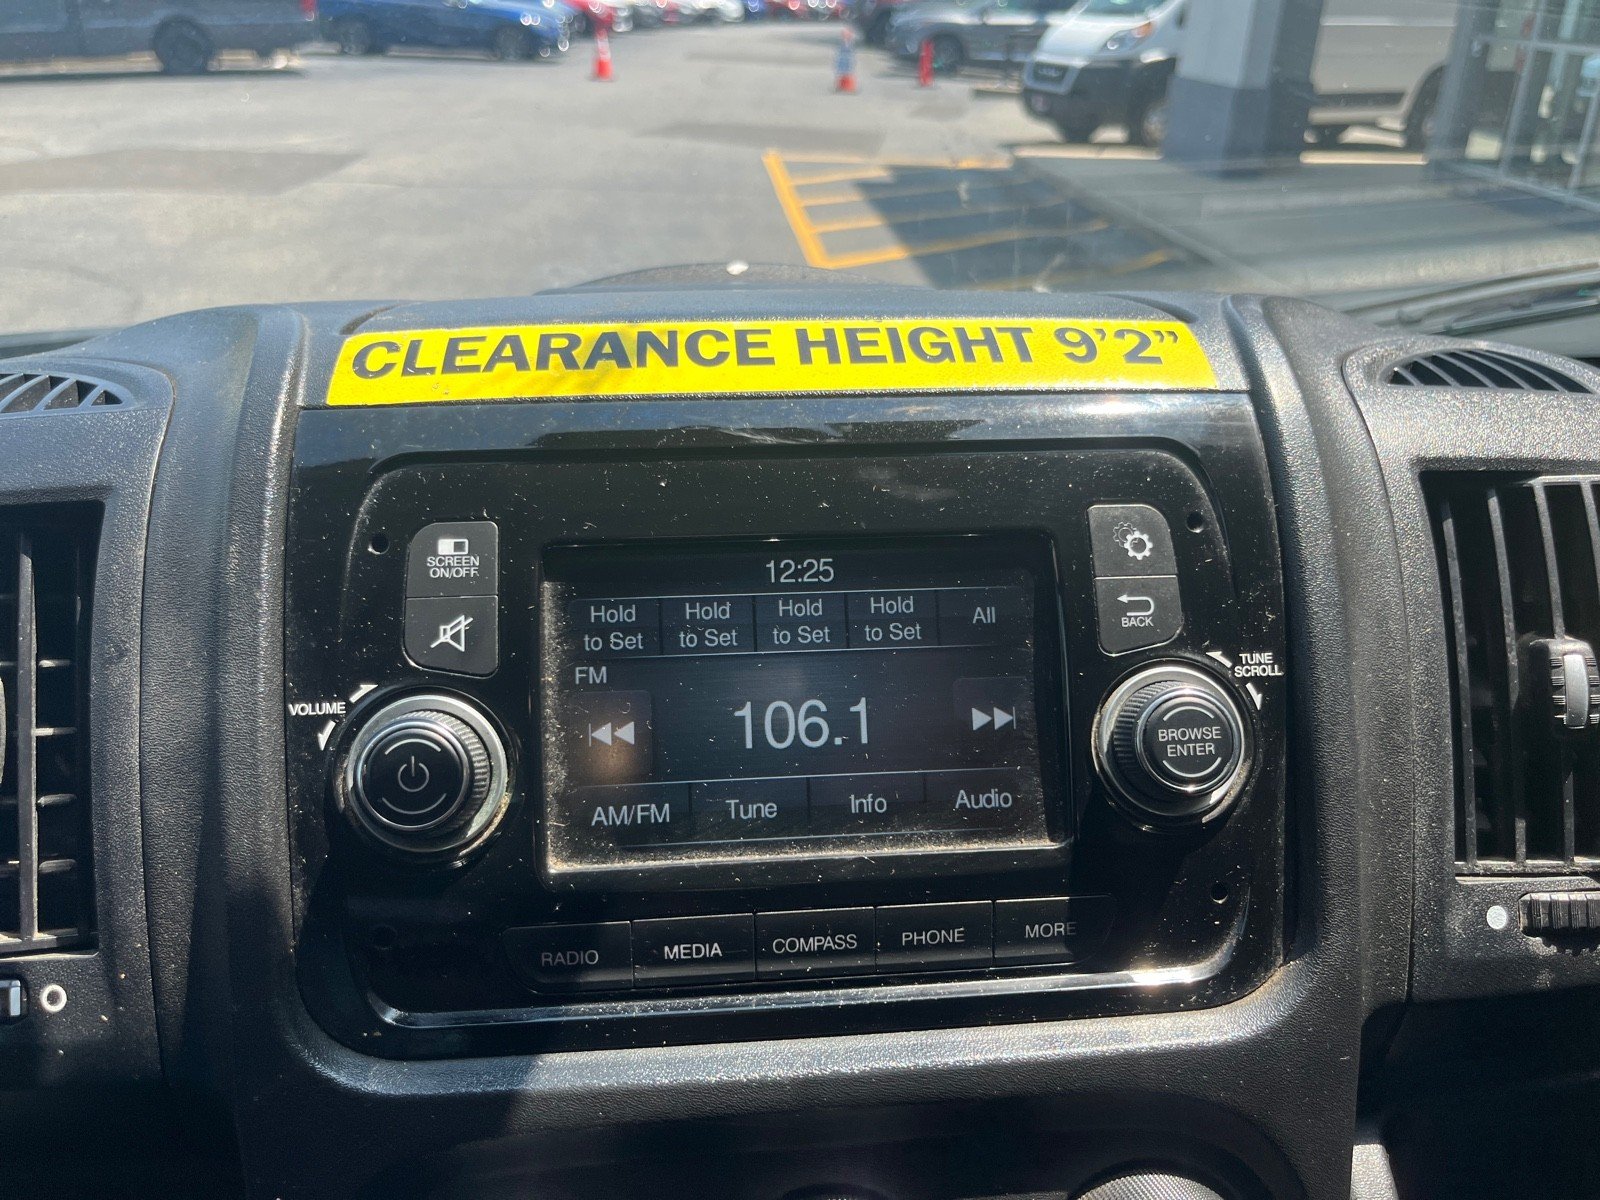 CLEARANCE HEIGHT 9’2”
SCREEN
ON/OFF
VOLUME
12:25
Hold
to Set
Hold
to Set
Hold
to Set
Hold
to Set
All
FM
106.1
AM/FM
Tune
Info
Audio
BACK
TUNE
SCROLL
BROWSE
ENTER
RADIO
MEDIA
COMPASS
PHONE
MORE